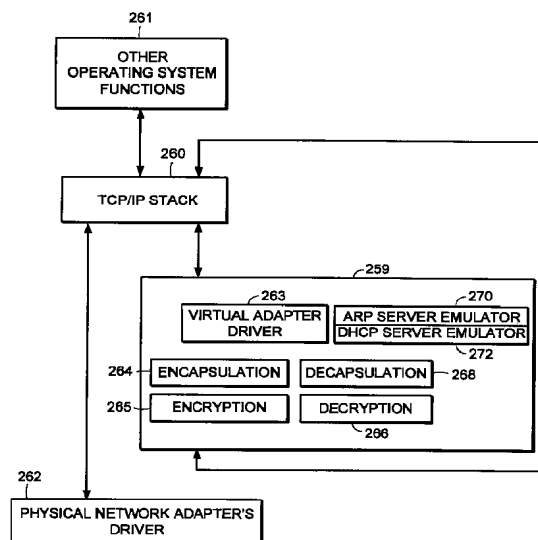 261
OTHER
OPERATING SYSTEM
FUNCTIONS
260
TCP/IP STACK
259
263
VIRTUAL ADAPTER
DRIVER
270
ARP SERVER EMULATOR
DHCP SERVER EMULATOR
272
264
ENCAPSULATION
DECAPSULATION
268
265
ENCRYPTION
DECRYPTION
266
262
PHYSICAL NETWORK ADAPTER'S
DRIVER